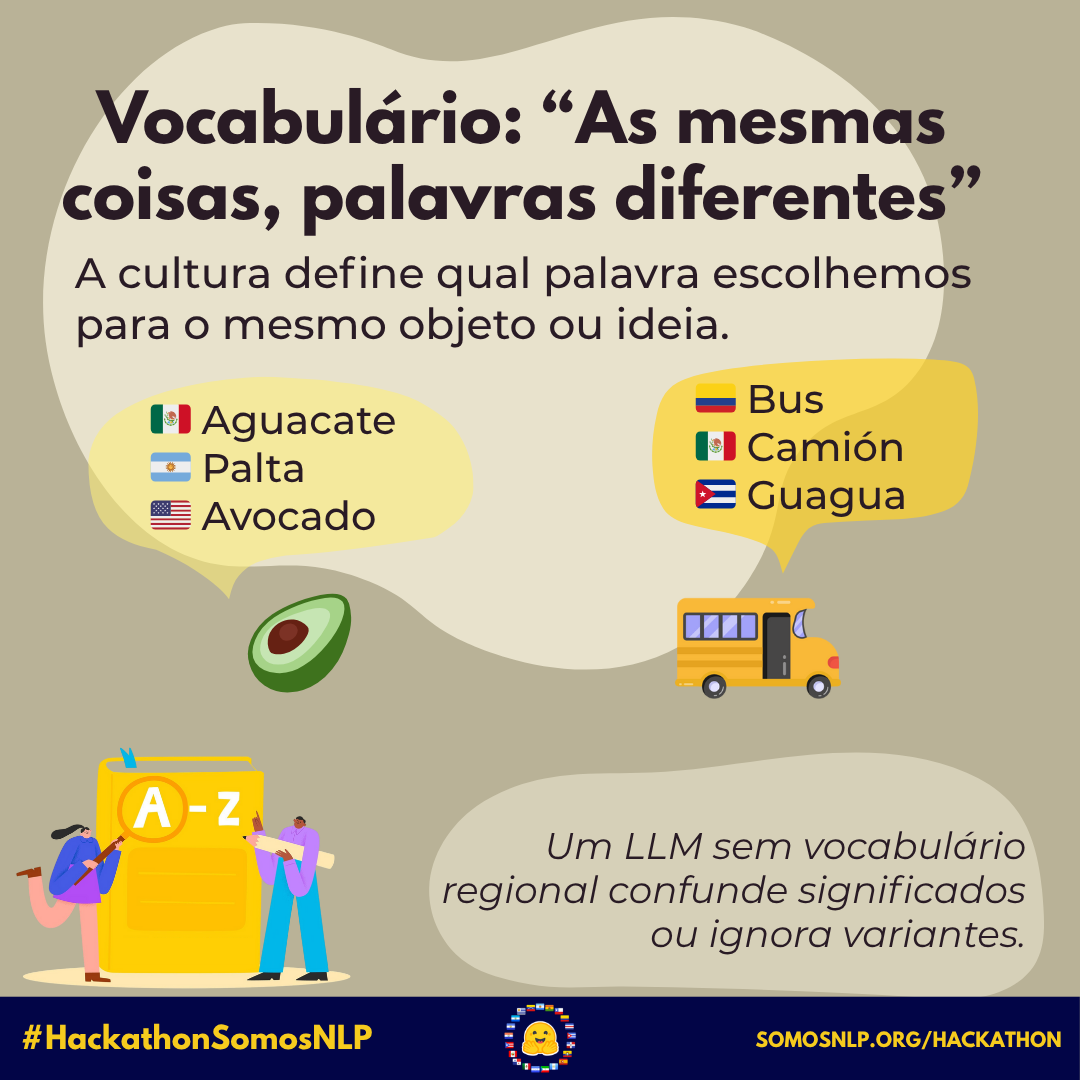 Vocabulário: “As mesmas
coisas, palavras diferentes”
A cultura define qual palavra escolhemos
para o mesmo objeto ou ideia.
Aguacate
Palta
Avocado
Bus
Camión
Guagua
A - Z
Um LLM sem vocabulário
regional confunde significados
ou ignora variantes.
#HackathonSomosNLP
SOMOSNLP.ORG/HACKATHON